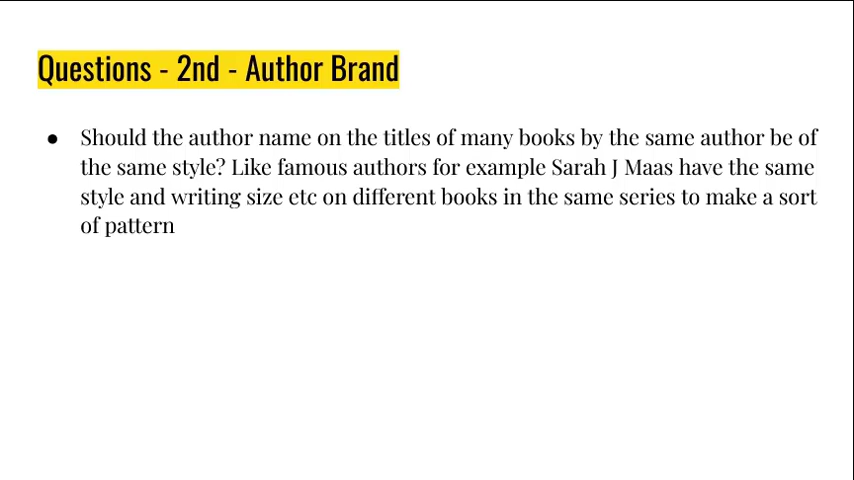 Questions - 2nd - Author Brand
● Should the author name on the titles of many books by the same author be of
the same style? Like famous authors for example Sarah J Maas have the same
style and writing size etc on different books in the same series to make a sort
of pattern